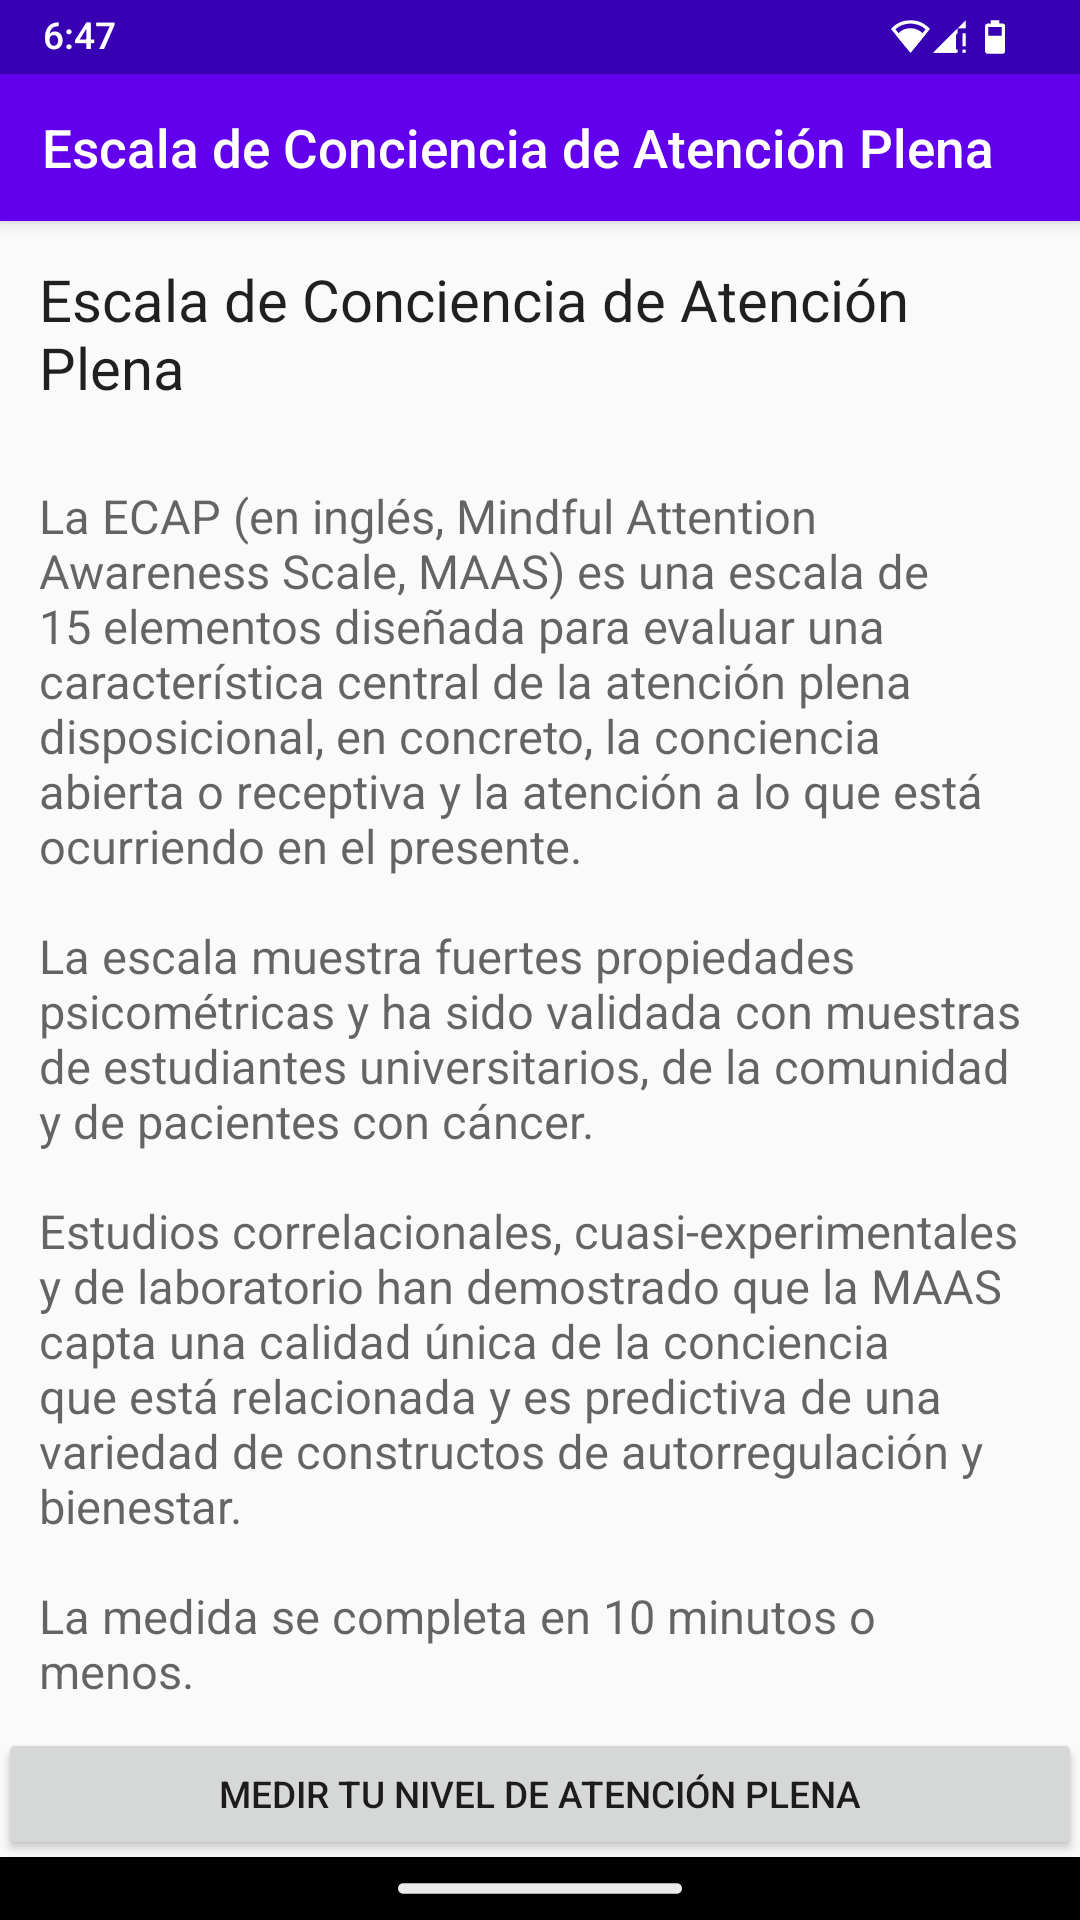 6:47
Escala de Conciencia de Atención Plena
Escala de Conciencia de Atención
Plena
La ECAP (en inglés, Mindful Attention
Awareness Scale, MAAS) es una escala de
15 elementos diseñada para evaluar una
característica central de la atención plena
disposicional, en concreto, la conciencia
abierta o receptiva y la atención a lo que está
ocurriendo en el presente.
La escala muestra fuertes propiedades
psicométricas y ha sido validada con muestras
de estudiantes universitarios, de la comunidad
y de pacientes con cáncer.
Estudios correlacionales, cuasi-experimentales
y de laboratorio han demostrado que la MAAS
capta una calidad única de la conciencia
que está relacionada y es predictiva de una
variedad de constructos de autorregulación y
bienestar.
La medida se completa en 10 minutos o
menos.
MEDIR TU NIVEL DE ATENCIÓN PLENA